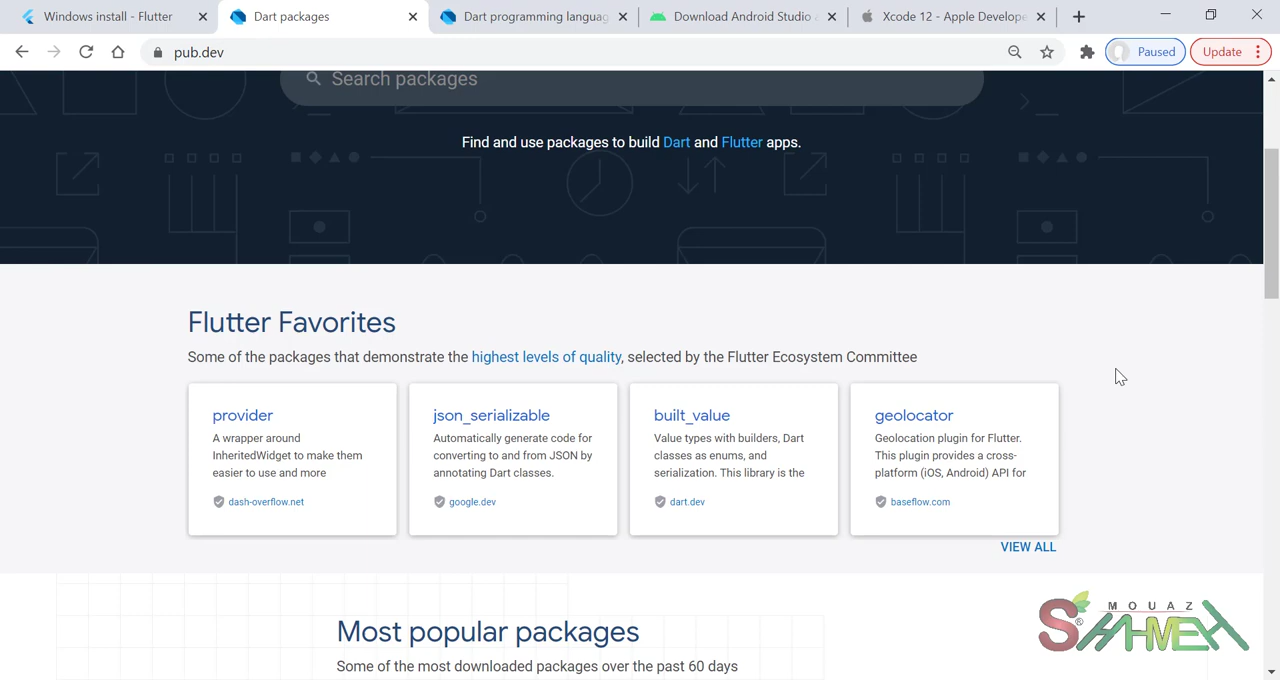 Windows install - Flutter
Dart packages
Dart programming languag
Download Android Studio a
Xcode 12 - Apple Develope
pub.dev
Paused
Update
Search packages
Find and use packages to build Dart and Flutter apps.
Flutter Favorites
Some of the packages that demonstrate the highest levels of quality, selected by the Flutter Ecosystem Committee
provider
A wrapper around
InheritedWidget to make them
easier to use and more
dash-overflow.net
json_serializable
Automatically generate code for
converting to and from JSON by
annotating Dart classes.
google.dev
built_value
Value types with builders, Dart
classes as enums, and
serialization. This library is the
dart.dev
geolocator
Geolocation plugin for Flutter.
This plugin provides a cross-
platform (iOS, Android) API for
baseflow.com
VIEW ALL
Most popular packages
Some of the most downloaded packages over the past 60 days
MOUAZ